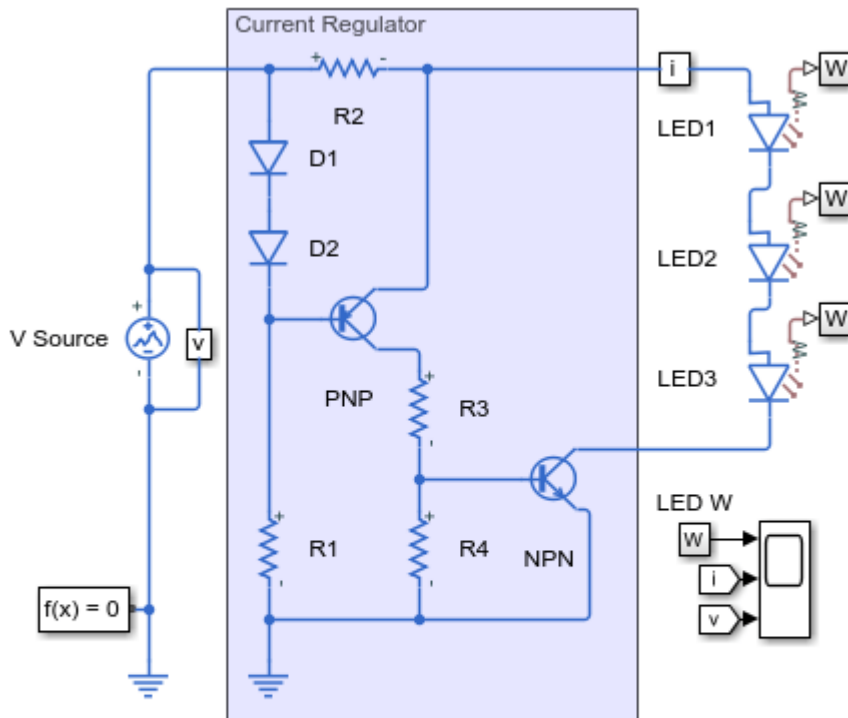 Current Regulator
+
-
R2
i
W
LED1
D1
D2
W
LED2
+
V Source
v
-
W
LED3
PNP
+
R3
-
LED W
W
i
v
+
R1
-
+
R4
-
NPN
f(x) = 0